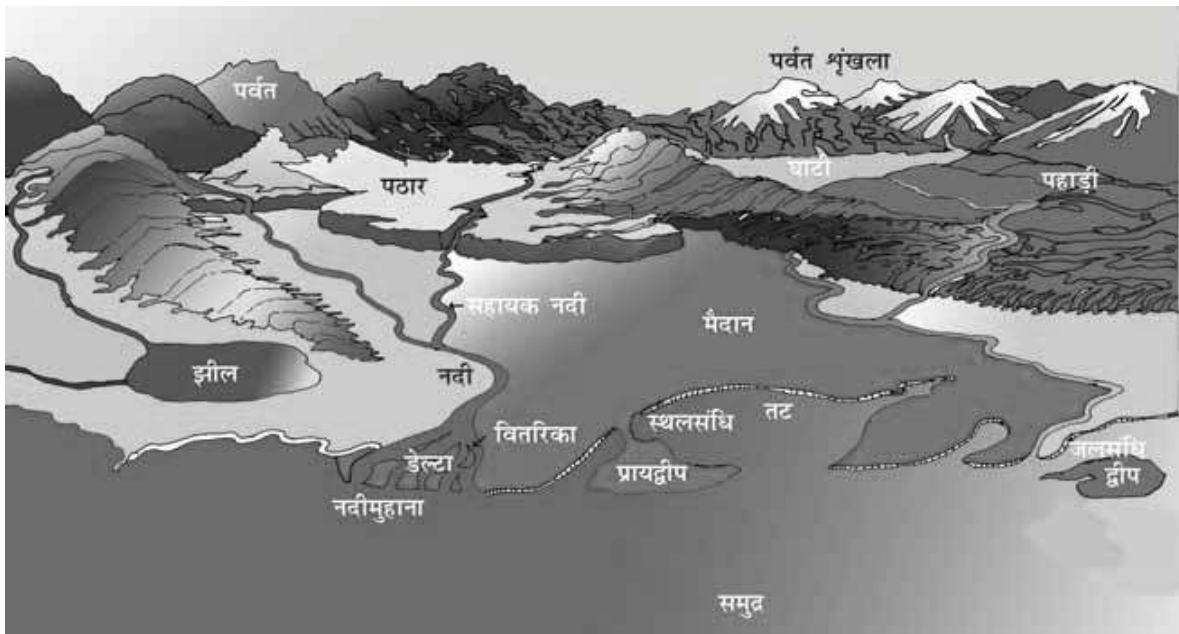 पर्वत शृंखला
पर्वत
घाटी
पठार
पहाड़ी
सहायक नदी
मैदान
झील
नदी
तट
स्थलसंधि
वितरिका
जलसंधि
डेल्टा
प्रायद्वीप
द्वीप
नदीमुहाना
समुद्र